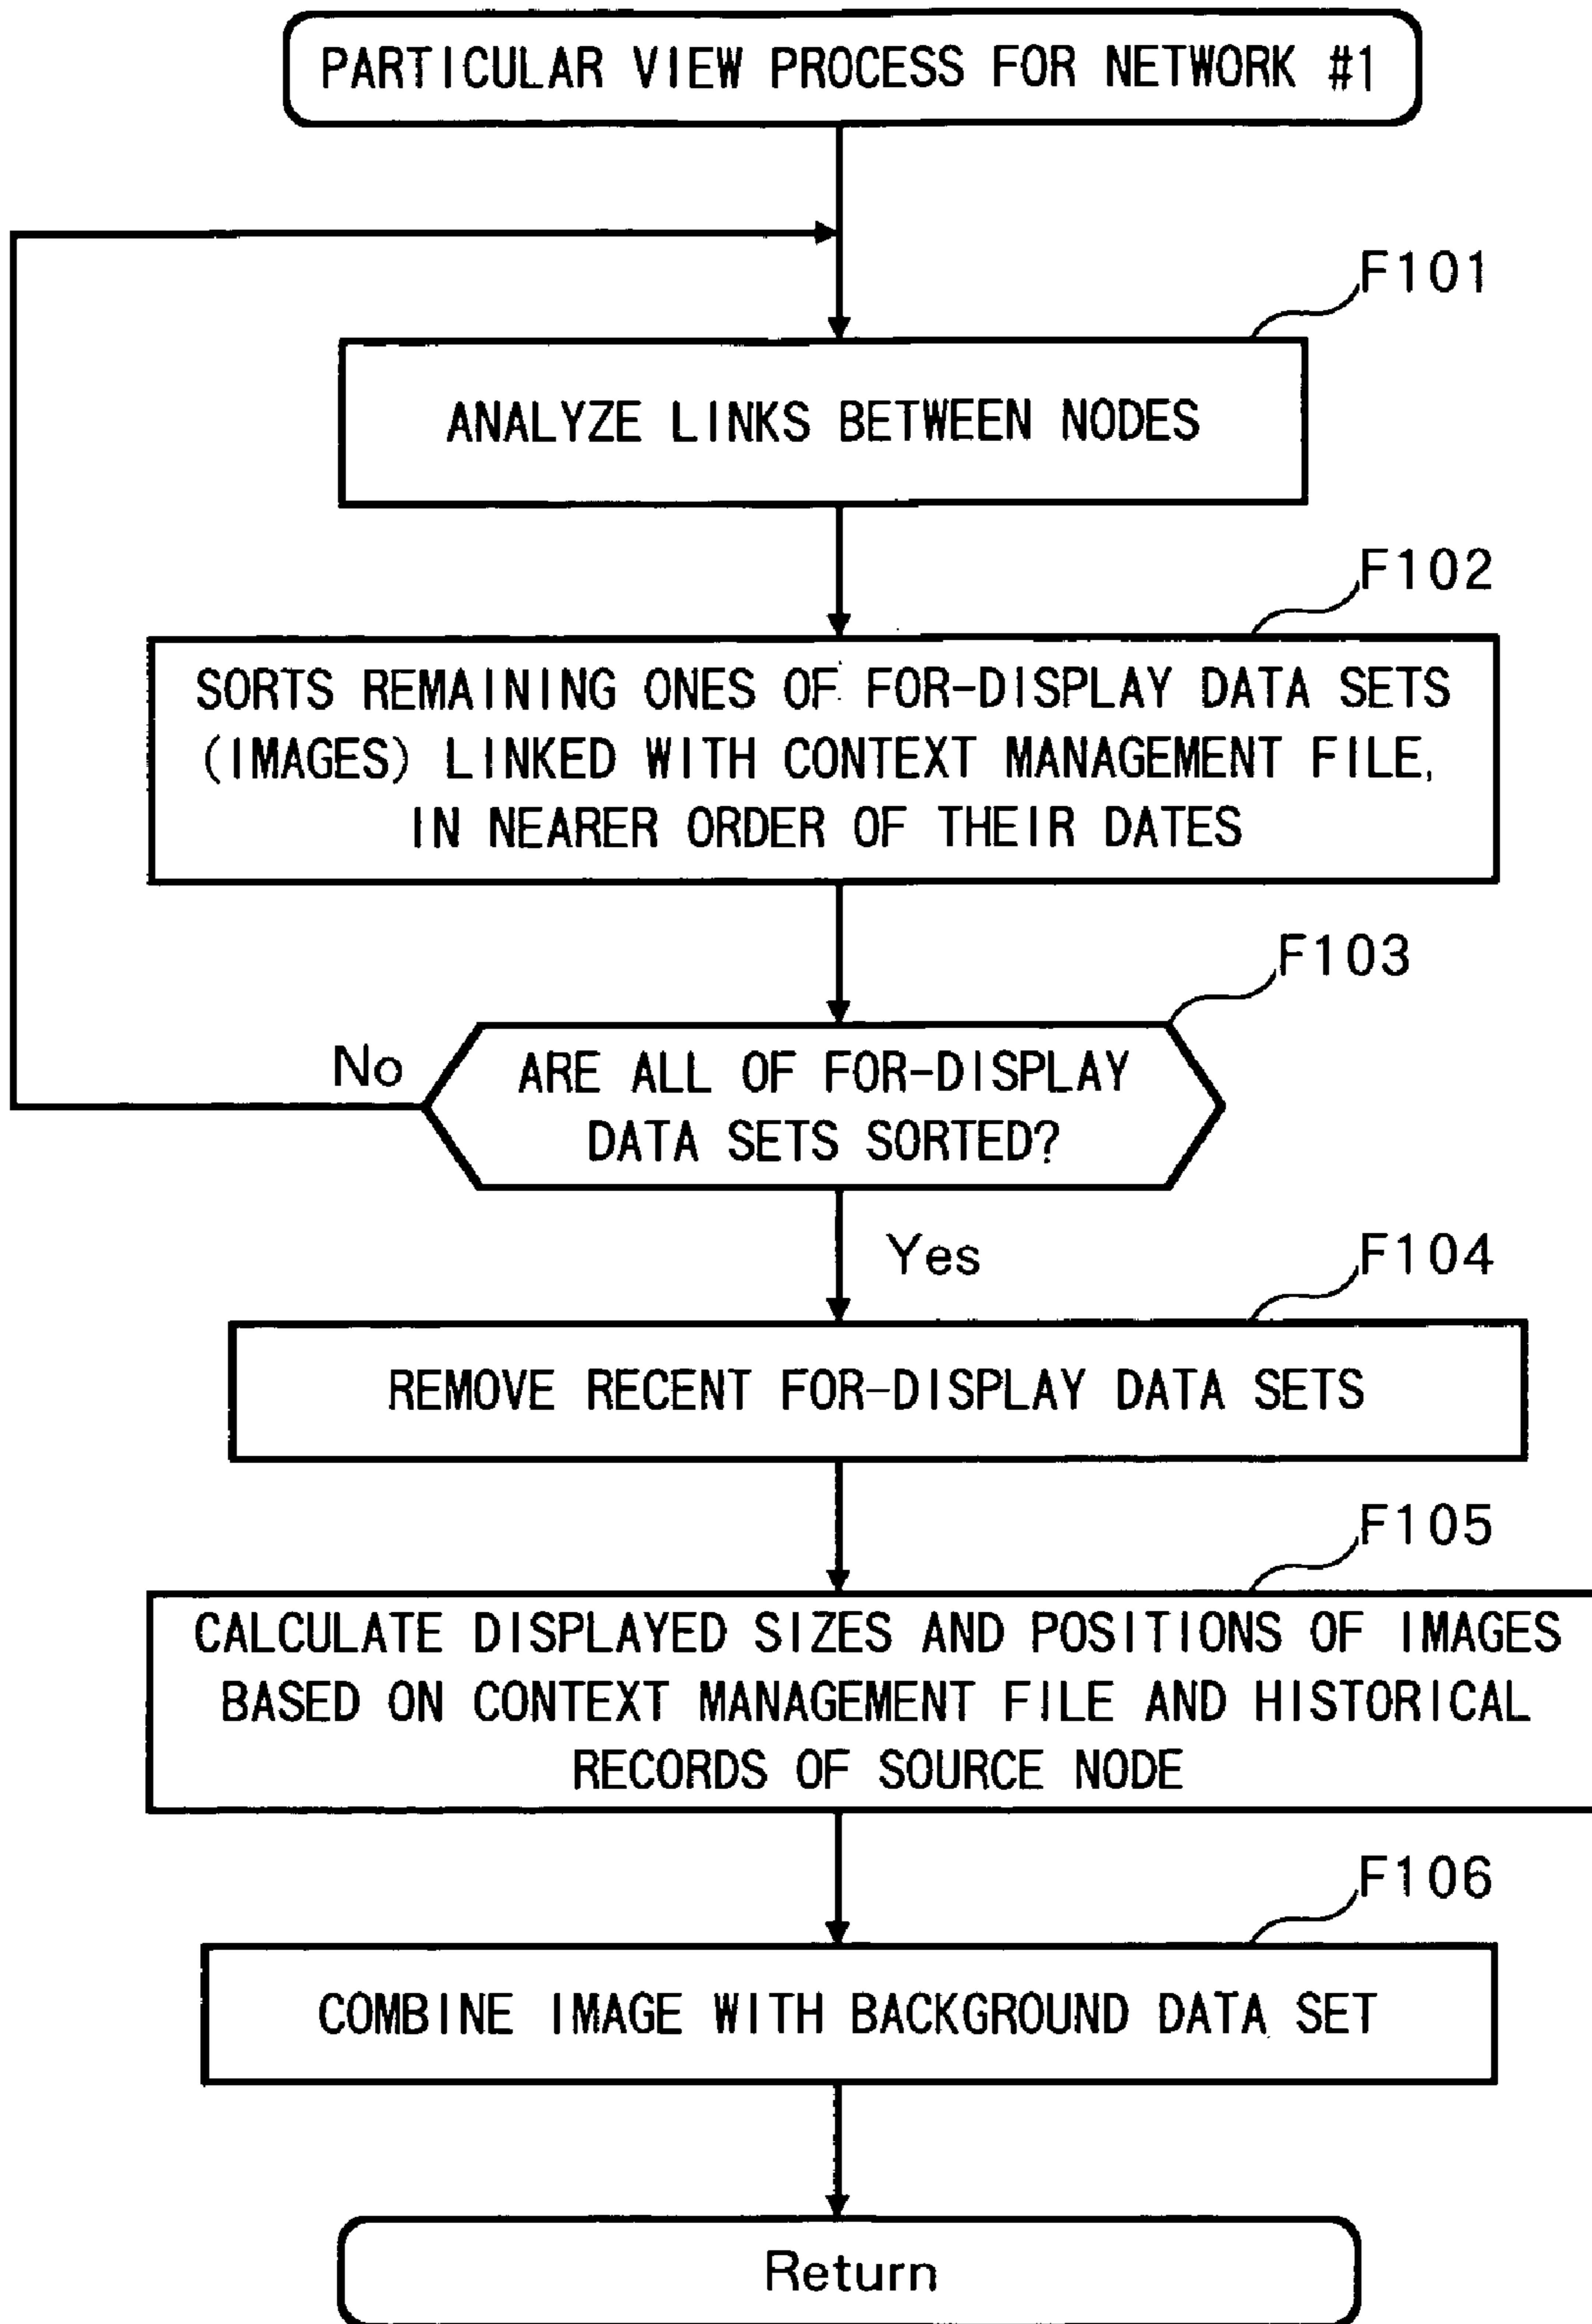 PARTICULAR VIEW PROCESS FOR NETWORK #1
F101
ANALYZE LINKS BETWEEN NODES
F102
SORTS REMAINING ONES OF FOR-DISPLAY DATA SETS
(IMAGES) LINKED WITH CONTEXT MANAGEMENT FILE,
IN NEARER ORDER OF THEIR DATES
F103
No
ARE ALL OF FOR-DISPLAY
DATA SETS SORTED?
Yes
F104
REMOVE RECENT FOR-DISPLAY DATA SETS
F105
CALCULATE DISPLAYED SIZES AND POSITIONS OF IMAGES
BASED ON CONTEXT MANAGEMENT FILE AND HISTORICAL
RECORDS OF SOURCE NODE
F106
COMBINE IMAGE WITH BACKGROUND DATA SET
Return